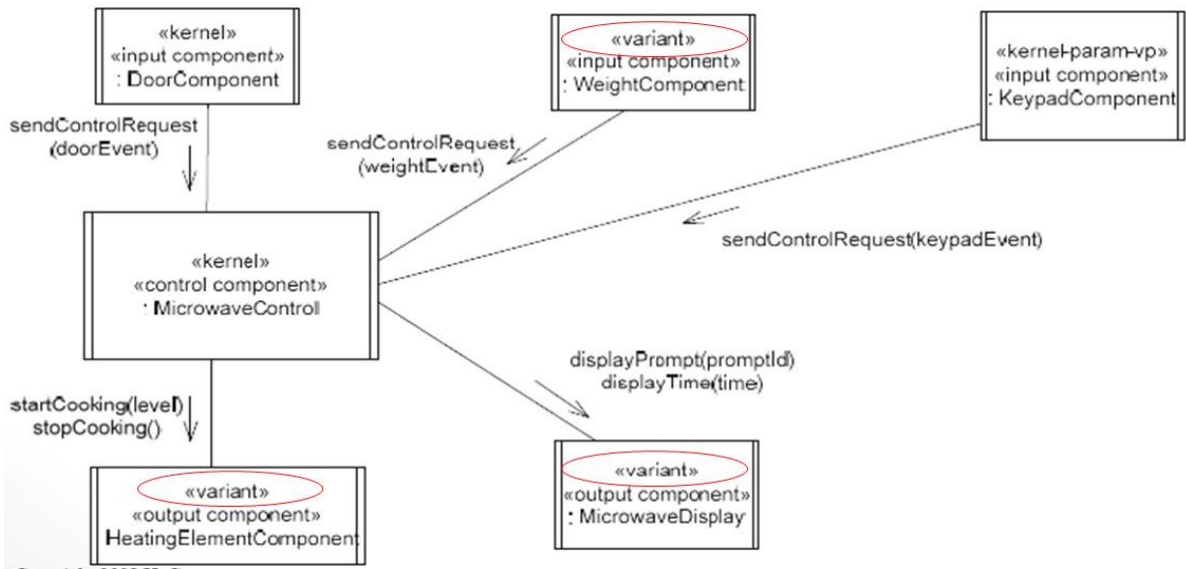 «kernel»
«input component»
: DoorComponent
«variant»
«input component»
: WeightComponent
«kernel-param-vp»
«input component»
: KeypadComponent
sendControlRequest
(doorEvent)
sendControlRequest
(weightEvent)
sendControlRequest(keypadEvent)
«kernel»
«control component»
: MicrowaveControl
displayPrompt(promptId)
displayTime(time)
startCooking(level)
stopCooking()
«variant»
«output component»
HeatingElementComponent
«variant»
«output component»
: MicrowaveDisplay